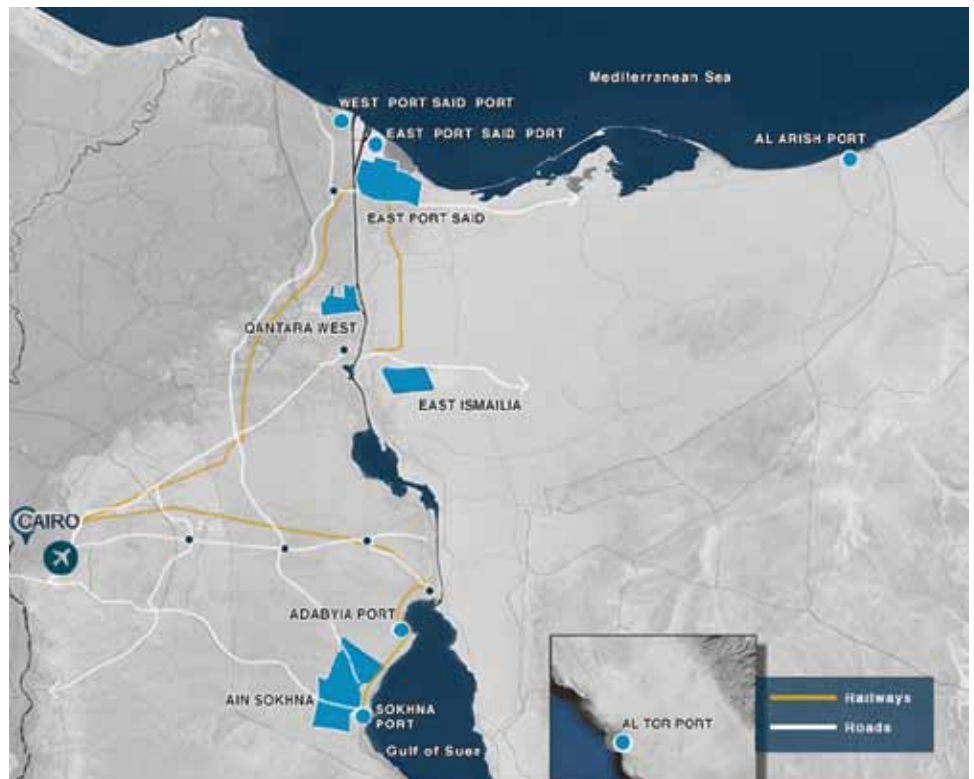 Mediterranean Sea
WEST PORT SAID PORT
EAST PORT SAID PORT
AL ARISH PORT
EAST PORT SAID
QANTARA WEST
EAST ISMAILIA
CAIRO
ADABYIA PORT
AIN SOKHNA
SOKHNA
PORT
Gulf of Suez
AL TOR PORT
Railways
Roads